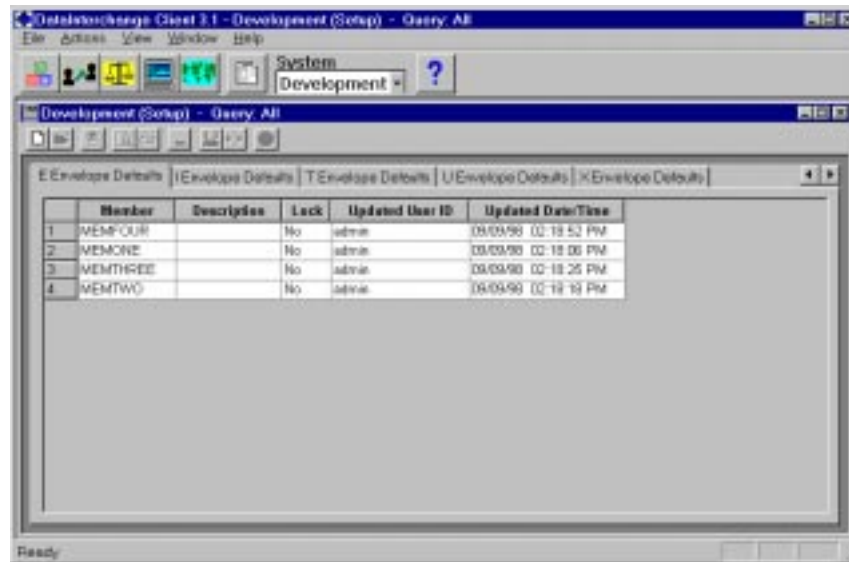 DataInterchange Client 3.1 - Development (Setup) - Query: All
File Actions View Window Help
System
Development
?
Development (Setup) - Query: All
E Envelope Defaults I Envelope Defaults T Envelope Defaults U Envelope Defaults X Envelope Defaults
Member Description Lock Updated User ID Updated Date/Time
1 MEMFOUR No admin 09/09/98 02:18:52 PM
2 MEMONE No admin 09/09/98 02:18:06 PM
3 MEMTHREE No admin 09/09/98 02:18:25 PM
4 MEMTWO No admin 09/09/98 02:18:18 PM
Ready